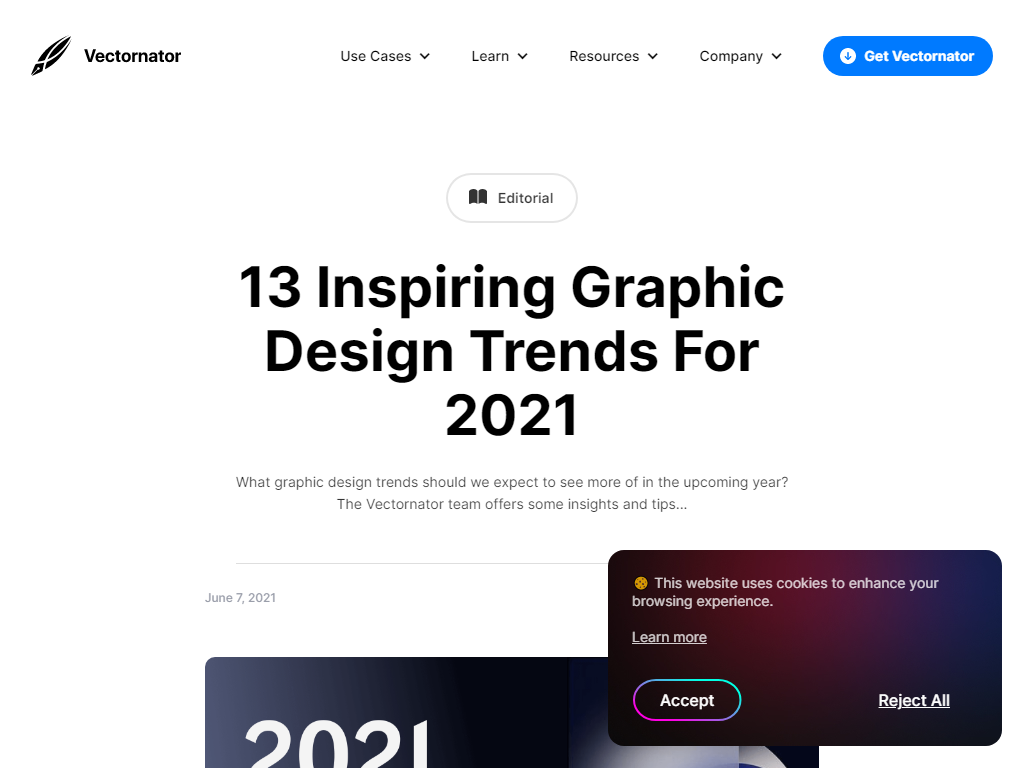 Vectornator
Use Cases
Learn
Resources
Company
Get Vectornator
Editorial
13 Inspiring Graphic
Design Trends For
2021
What graphic design trends should we expect to see more of in the upcoming year?
The Vectornator team offers some insights and tips...
June 7, 2021
2021
This website uses cookies to enhance your
browsing experience.
Learn more
Accept
Reject All